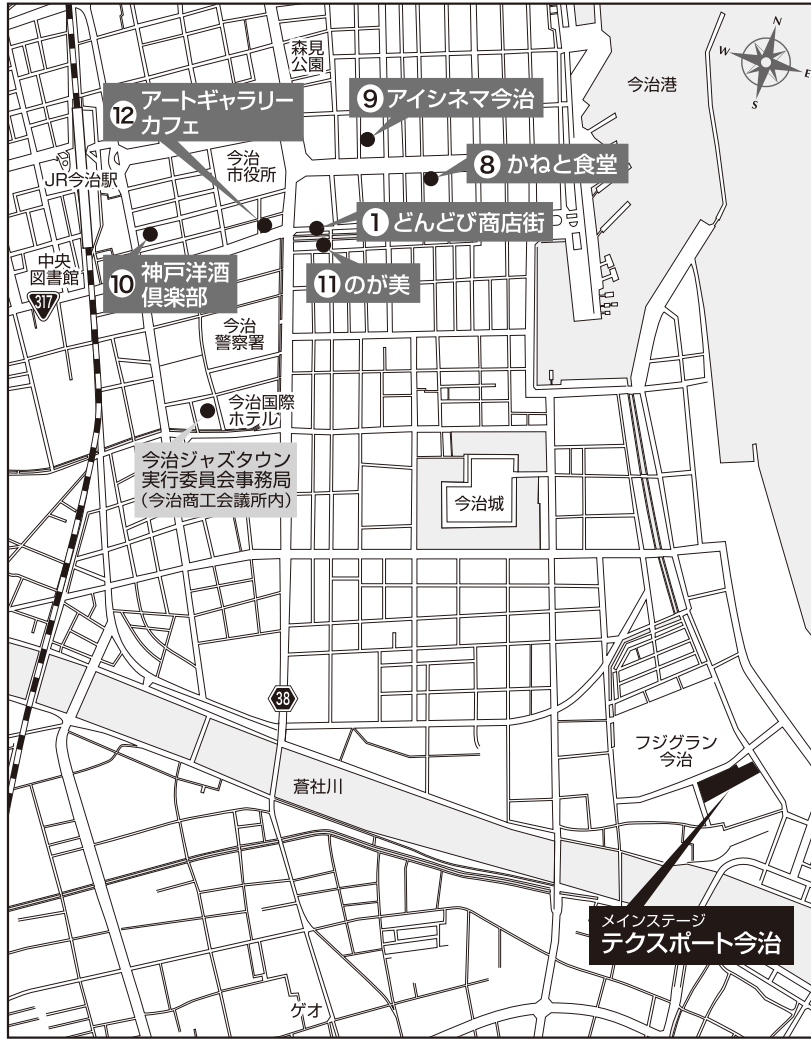 森見
公園
今治港
N
W
E
S
⑨アイシネマ今治
⑫アートギャラリー
カフェ
今治
市役所
JR今治駅
⑧かねと食堂
①どんどび商店街
中央
図書館
317
⑩神戸洋酒
倶楽部
⑪のが美
今治
警察署
今治国際
ホテル
今治ジャズタウン
実行委員会事務局
(今治商工会議所内)
今治城
38
フジグラン
今治
蒼社川
メインステージ
テクスポート今治
ゲオ